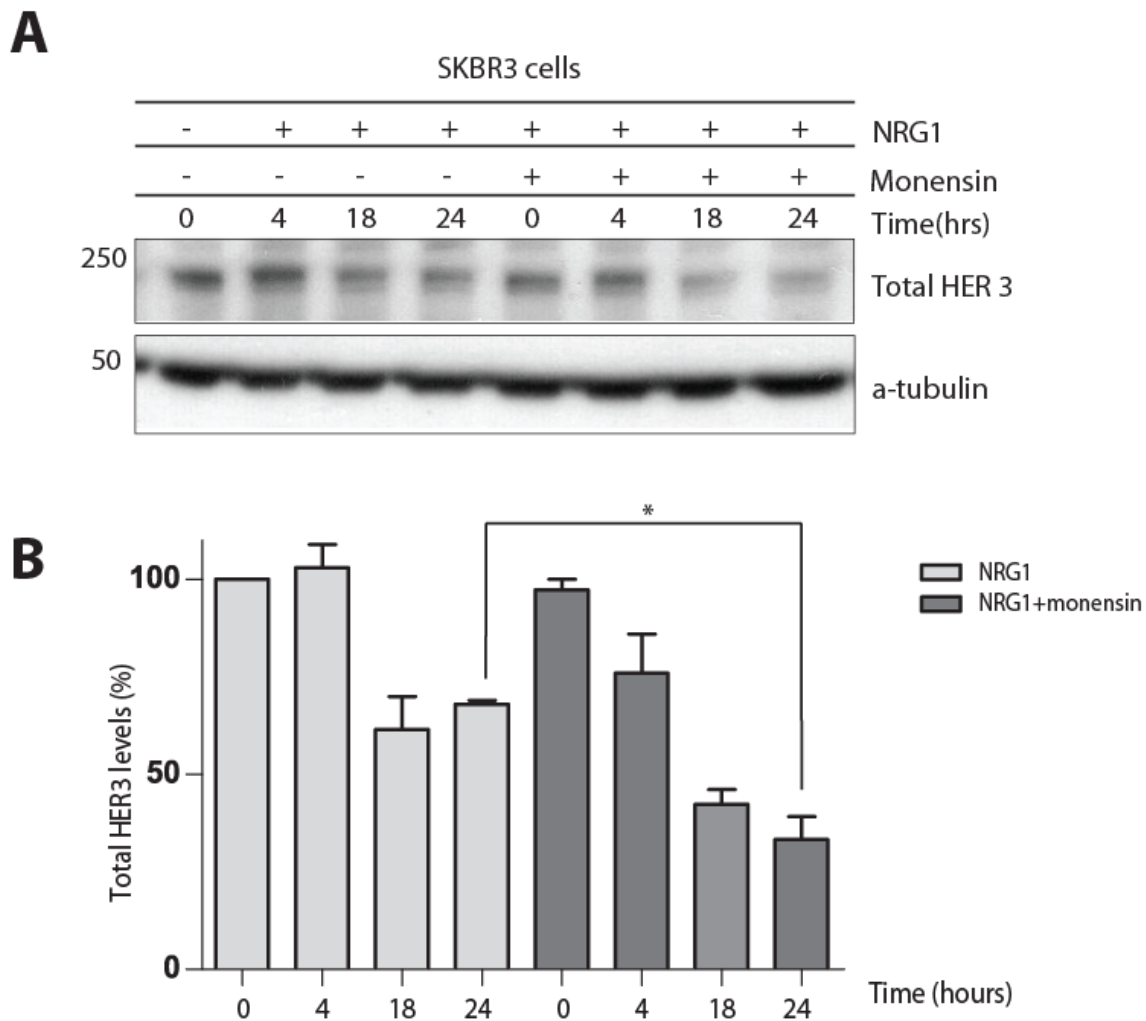 A
SKBR3 cells
- + + + + + + + NRG1
- - - - + + + + Monensin
0 4 18 24 0 4 18 24 Time(hrs)
250 Total HER 3
50 a-tubulin
B
*
Total HER3 levels (%)
100
50
0
NRG1
NRG1+monensin
0 4 18 24 0 4 18 24 Time (hours)